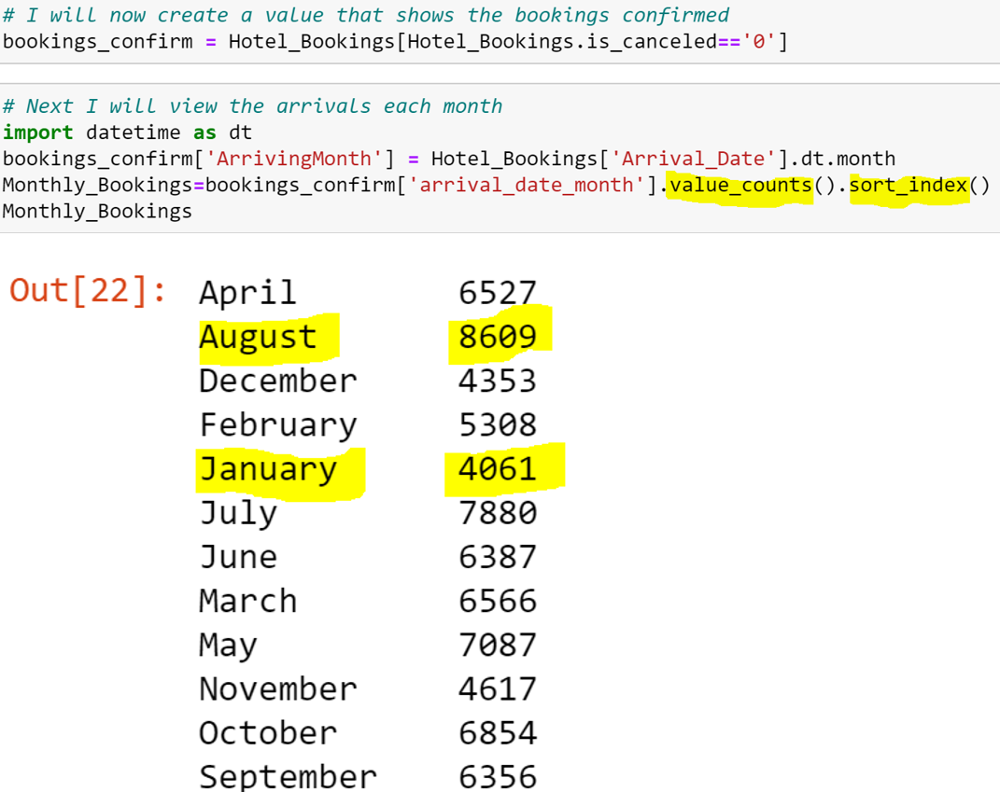 # I will now create a value that shows the bookings confirmed
bookings_confirm = Hotel_Bookings[Hotel_Bookings.is_canceled=='0']
# Next I will view the arrivals each month
import datetime as dt
bookings_confirm['ArrivingMonth'] = Hotel_Bookings['Arrival_Date'].dt.month
Monthly_Bookings=bookings_confirm['arrival_date_month'].value_counts().sort_index()
Monthly_Bookings
Out[22]: April 6527
August 8609
December 4353
February 5308
January 4061
July 7880
June 6387
March 6566
May 7087
November 4617
October 6854
September 6356